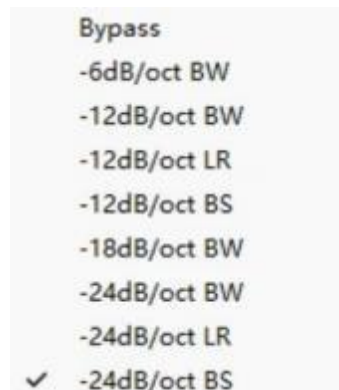 Bypass
-6dB/oct BW
-12dB/oct BW
-12dB/oct LR
-12dB/oct BS
-18dB/oct BW
-24dB/oct BW
-24dB/oct LR
-24dB/oct BS